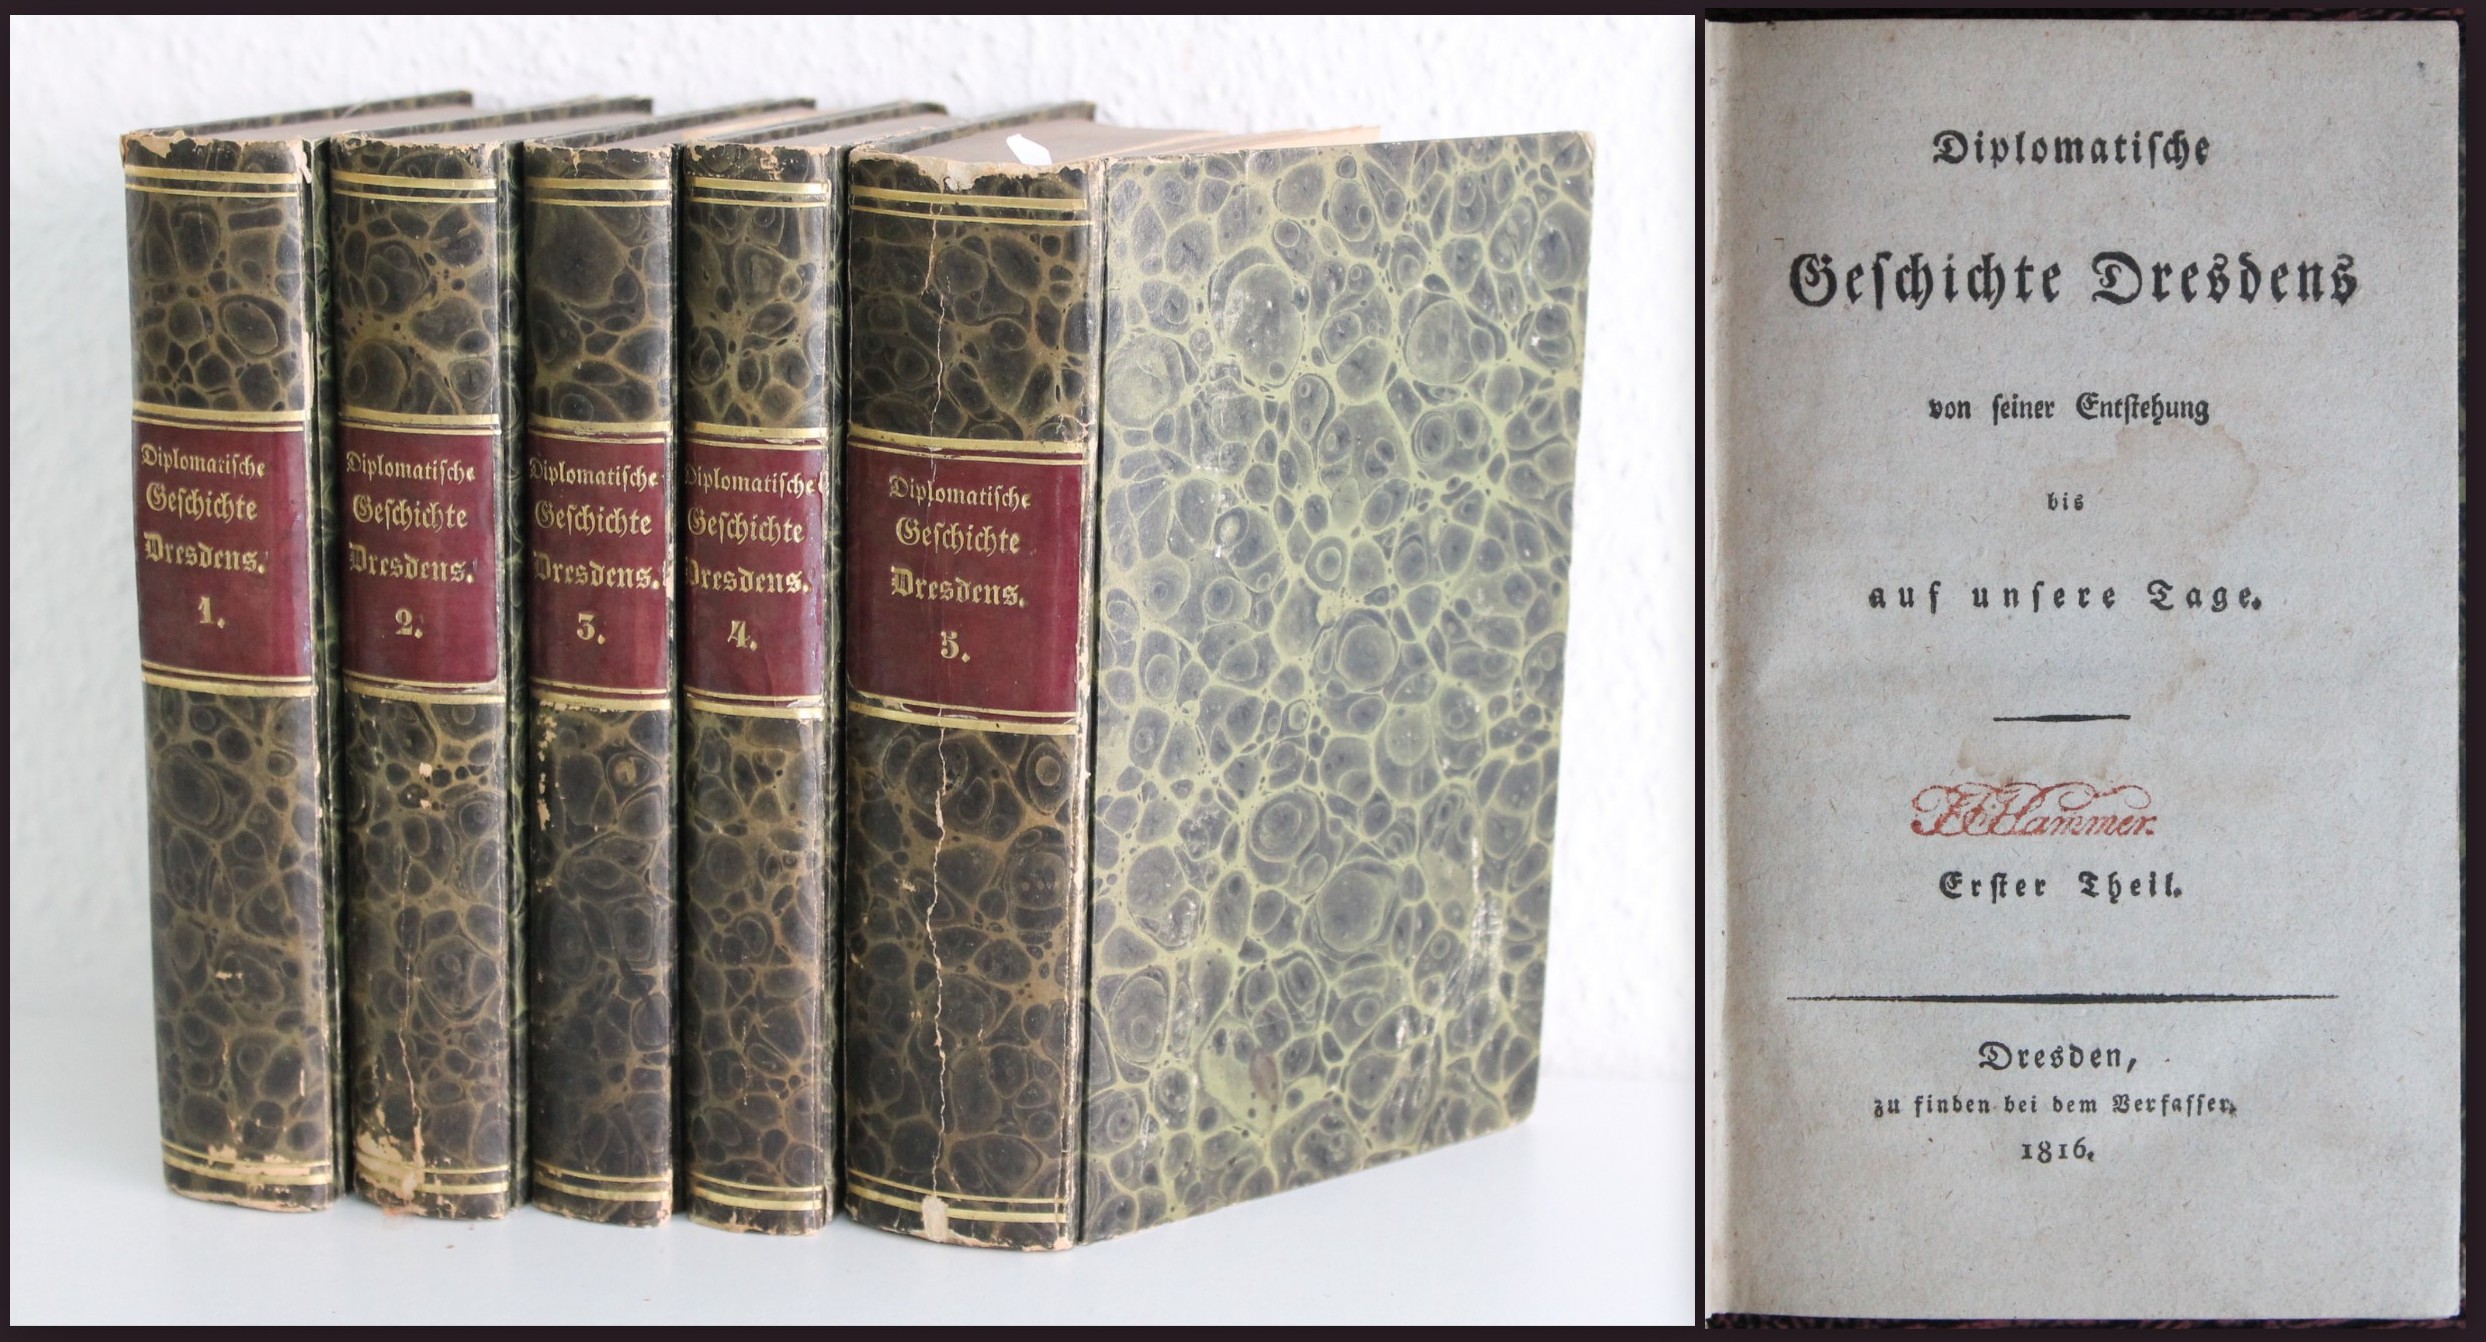 Diplomatische
Geschichte
Dresdens.
1.
Diplomatische
Geschichte
Dresdens.
2.
Diplomatische
Geschichte
Dresdens.
3.
Diplomatische
Geschichte
Dresdens.
4.
Diplomatische
Geschichte
Dresdens.
5.
Diplomatiſche
Geſchichte Dresdens
von ſeiner Entſtehung
bis
auf unſere Tage.
Hammer.
Erſter Theil.
Dresden,
zu finden bei dem Verfaſſer.
1816.